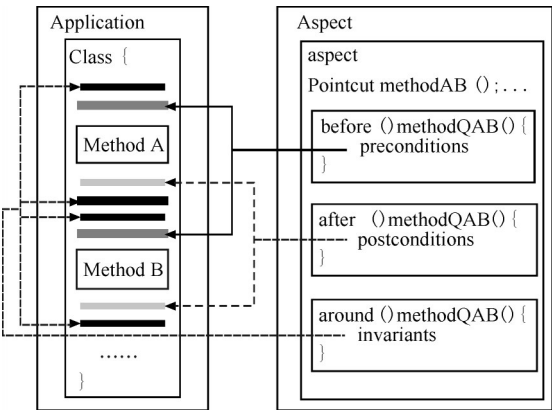 Application
Class {
Method A
Method B
……
}
Aspect
aspect
Pointcut methodAB ();...
before ()methodQAB(){
preconditions
}
after ()methodQAB(){
postconditions
}
around ()methodQAB(){
invariants
}